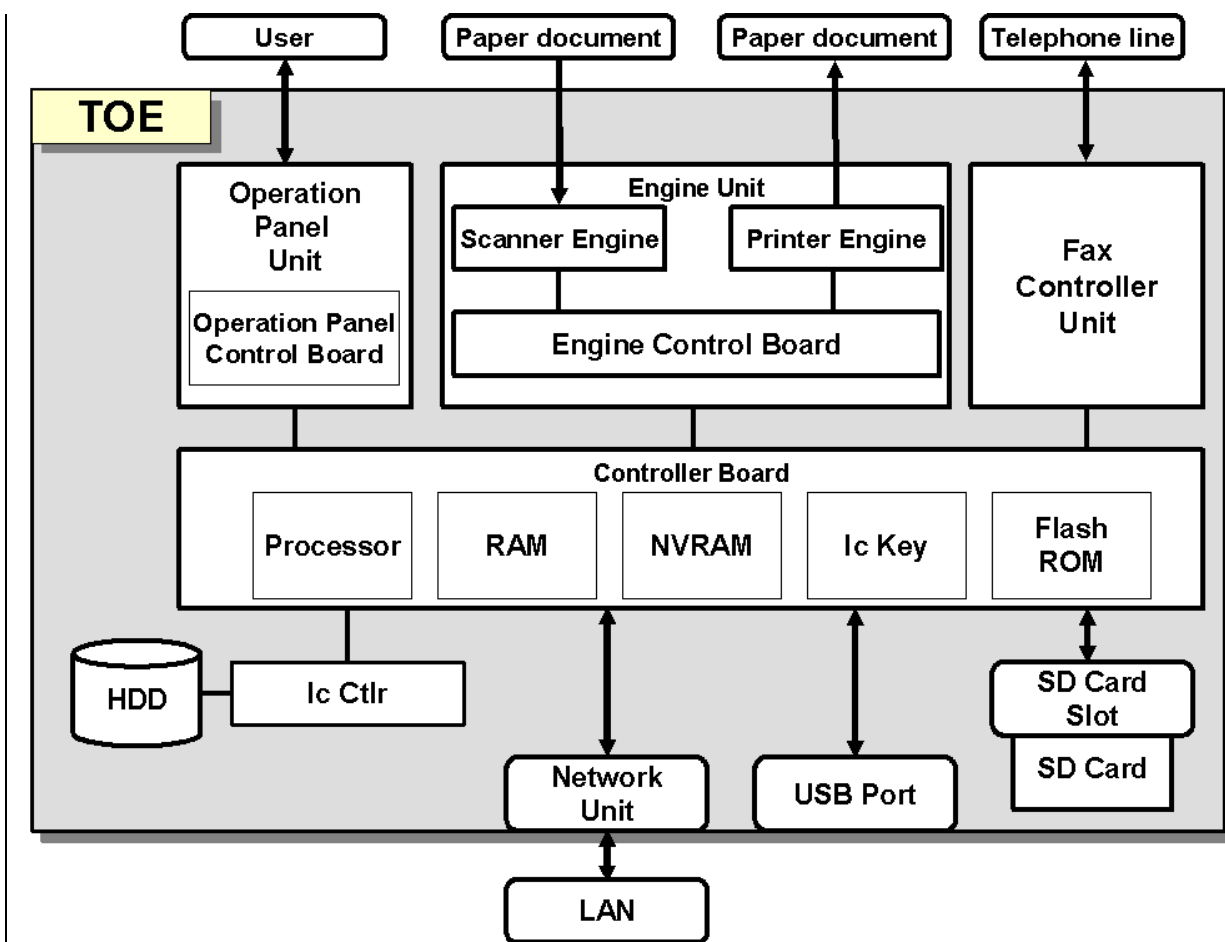 User
Paper document
Paper document
Telephone line
TOE
Operation
Panel
Unit
Operation Panel
Control Board
Engine Unit
Scanner Engine
Printer Engine
Engine Control Board
Fax
Controller
Unit
Controller Board
Processor
RAM
NVRAM
Ic Key
Flash
ROM
HDD
Ic Ctlr
Network
Unit
USB Port
SD Card
Slot
SD Card
LAN